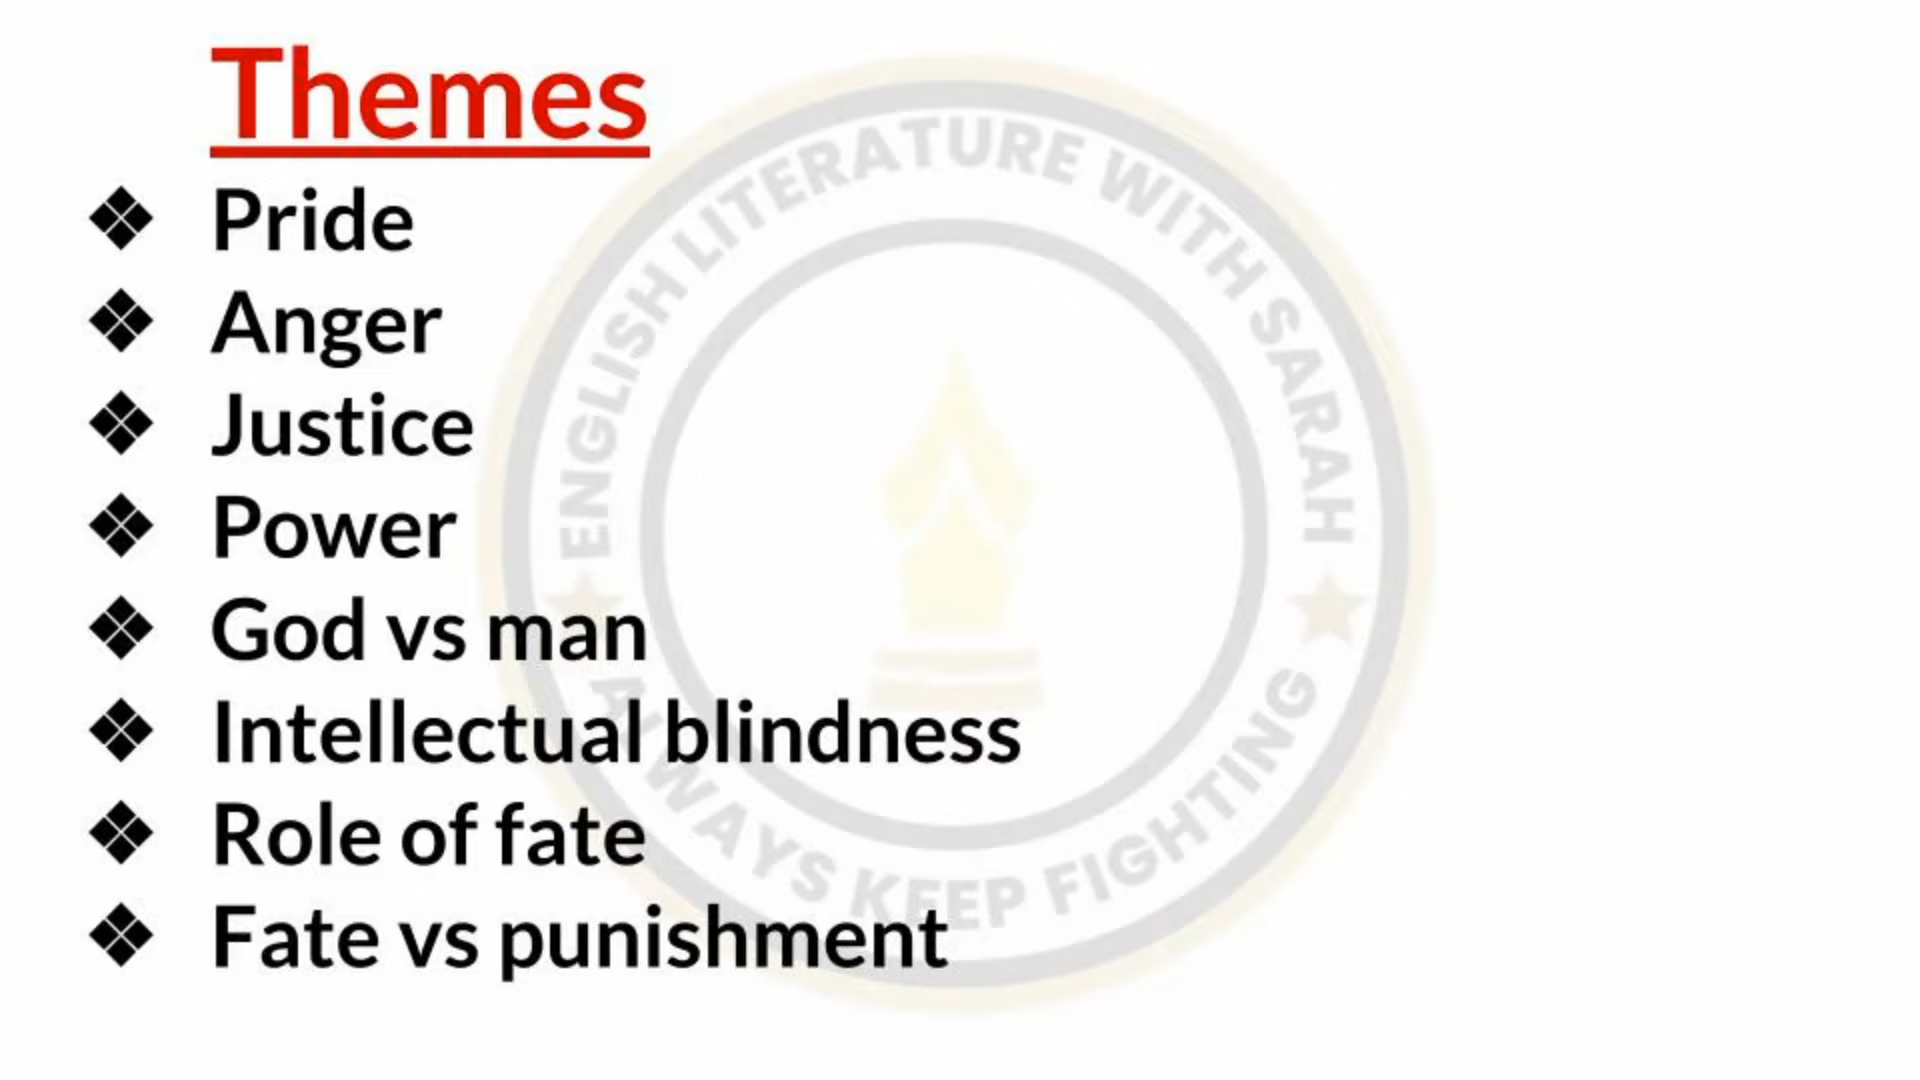 Themes
❖ Pride
❖ Anger
❖ Justice
❖ Power
❖ God vs man
❖ Intellectual blindness
❖ Role of fate
❖ Fate vs punishment
ENGLISH LITERATURE WITH SARAH
ALWAYS KEEP FIGHTING